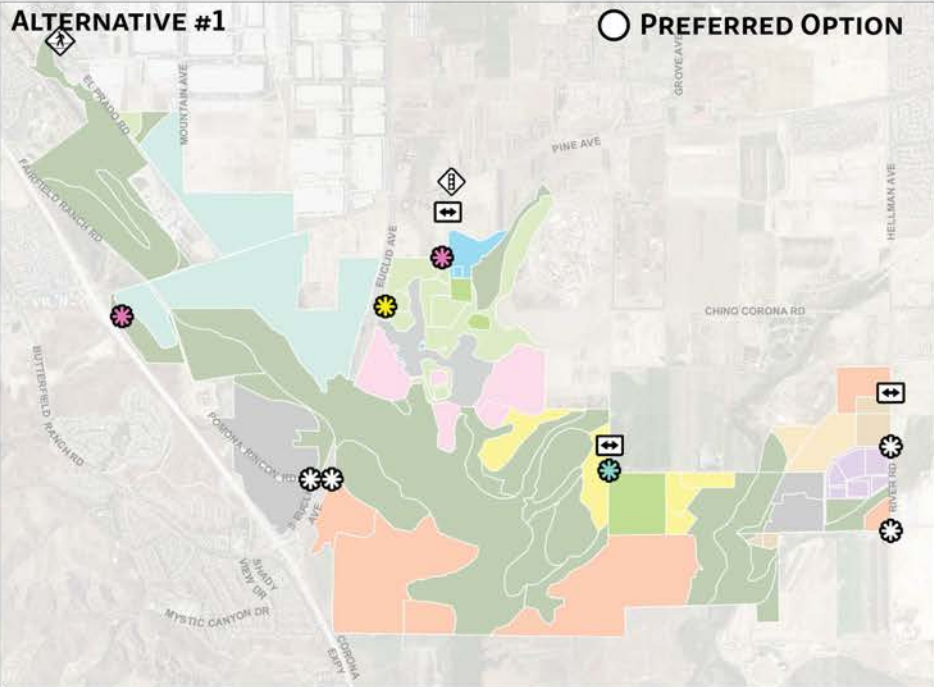 ALTERNATIVE #1
PREFERRED OPTION
EL PRADO RD
MOUNTAIN AVE
GROVE AVE
PINE AVE
FAIRFIELD RANCH RD
HELLMAN AVE
EUCLID AVE
CHINO CORONA RD
BUTTERFIELD RANCH RD
POMONA RINCON RD
S EUCLID
AVE
RIVER RD
SHADY
VIEW DR
MYSTIC CANYON DR
CORONA
EXPY